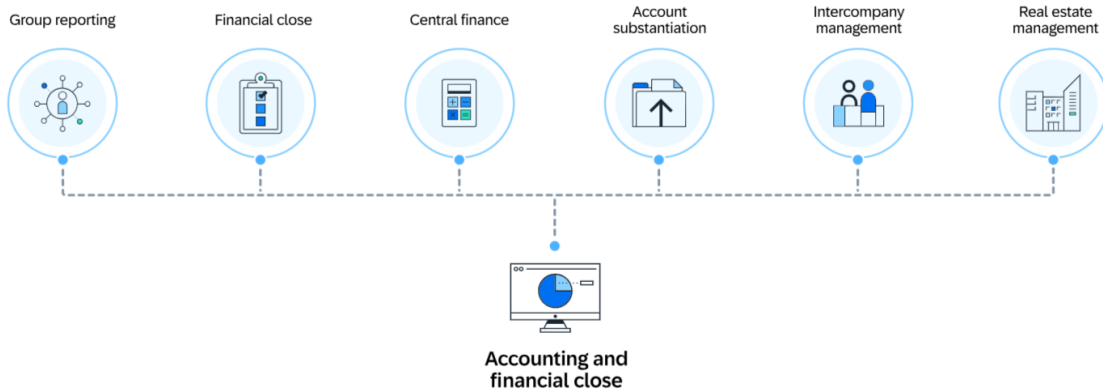 Group reporting
Financial close
Central finance
Account
substantiation
Intercompany
management
Real estate
management
Accounting and
financial close